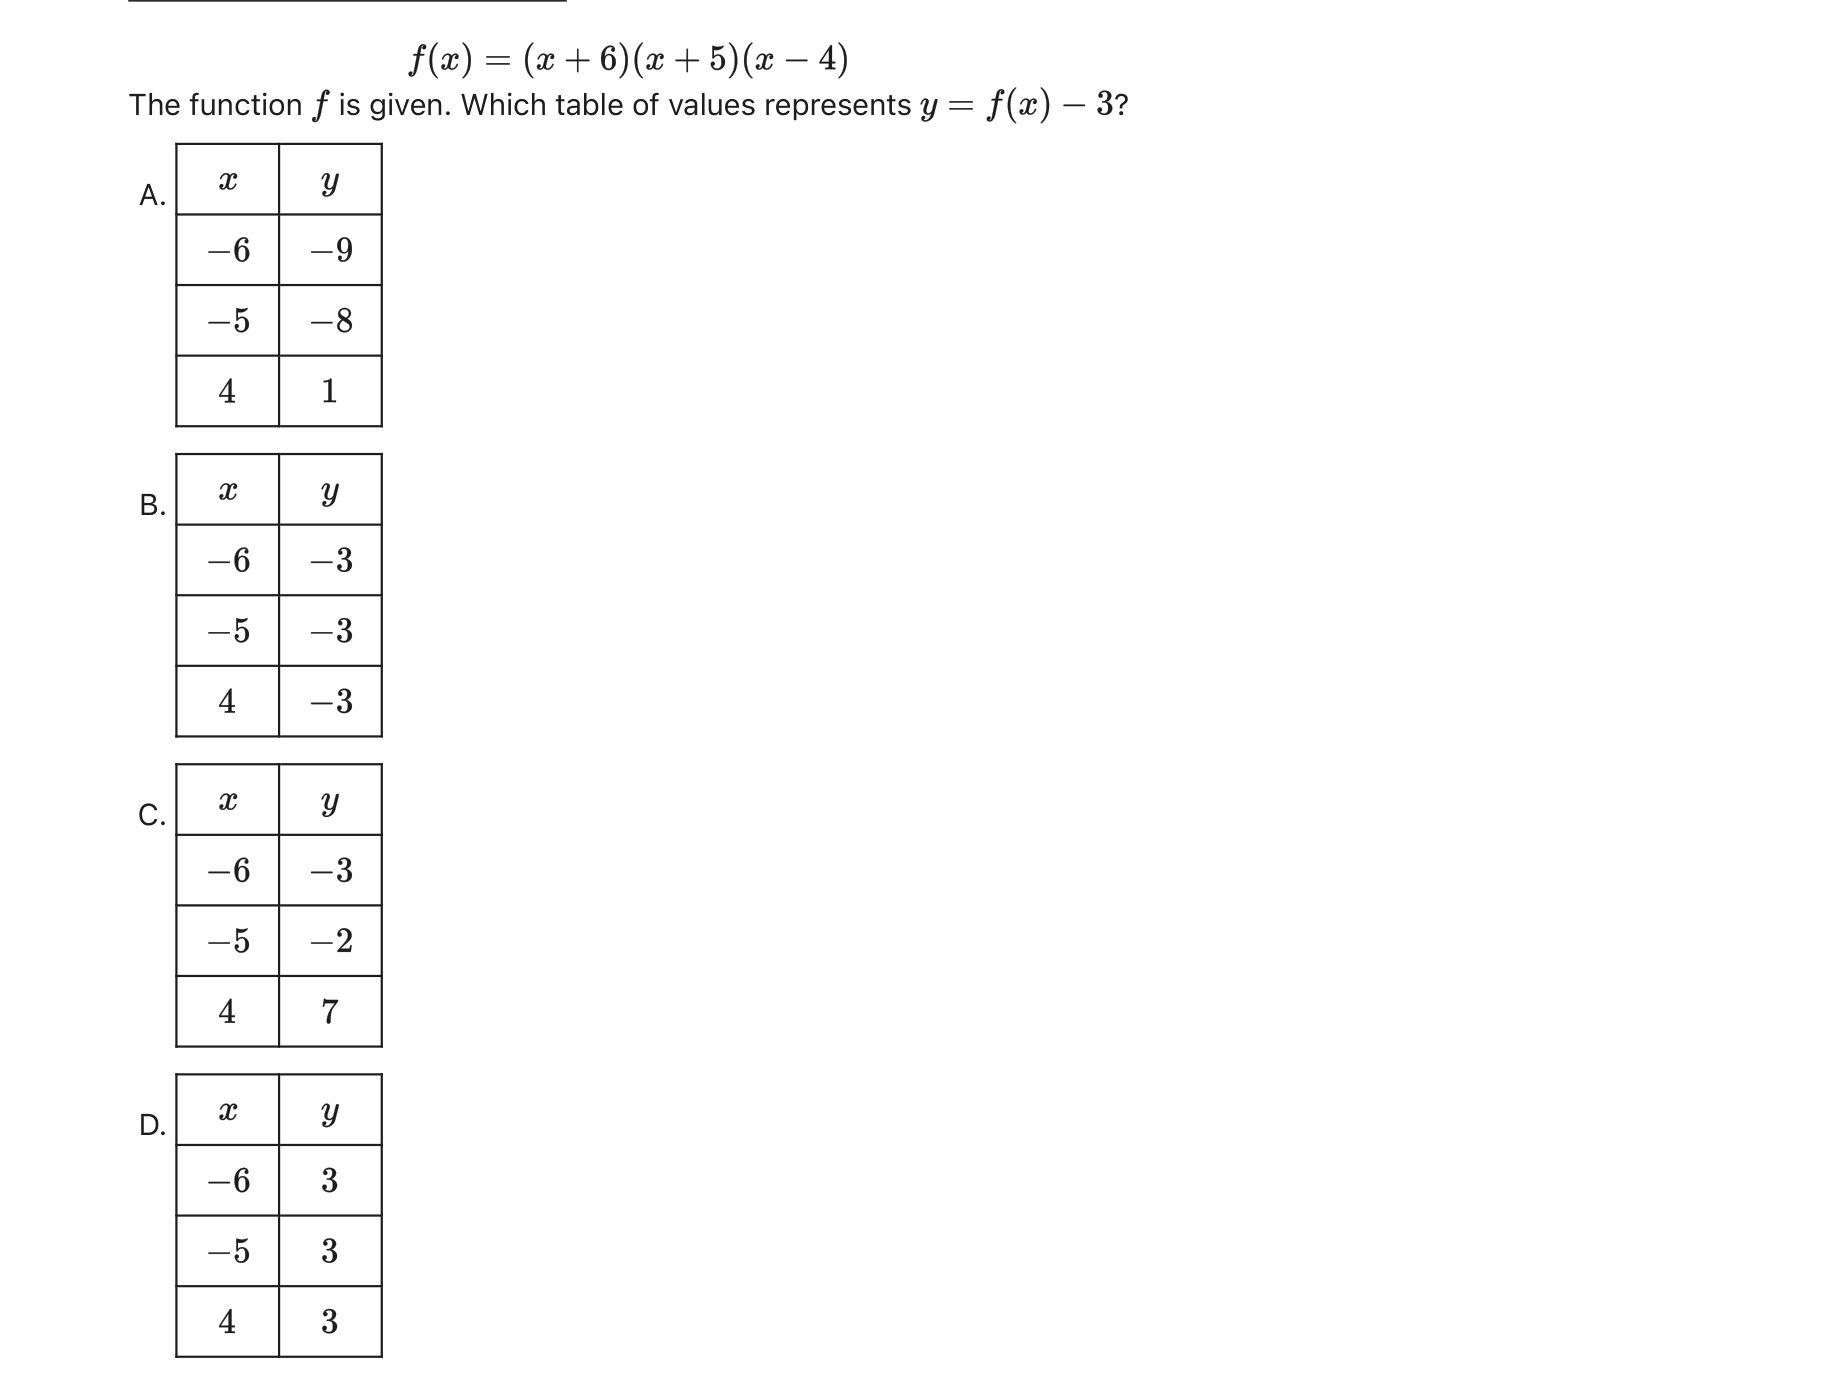 f(x) = (x + 6)(x + 5)(x − 4)
The function f is given. Which table of values represents y = f(x) − 3?
A.
x y
−6 −9
−5 −8
4 1
B.
x y
−6 −3
−5 −3
4 −3
C.
x y
−6 −3
−5 −2
4 7
D.
x y
−6 3
−5 3
4 3